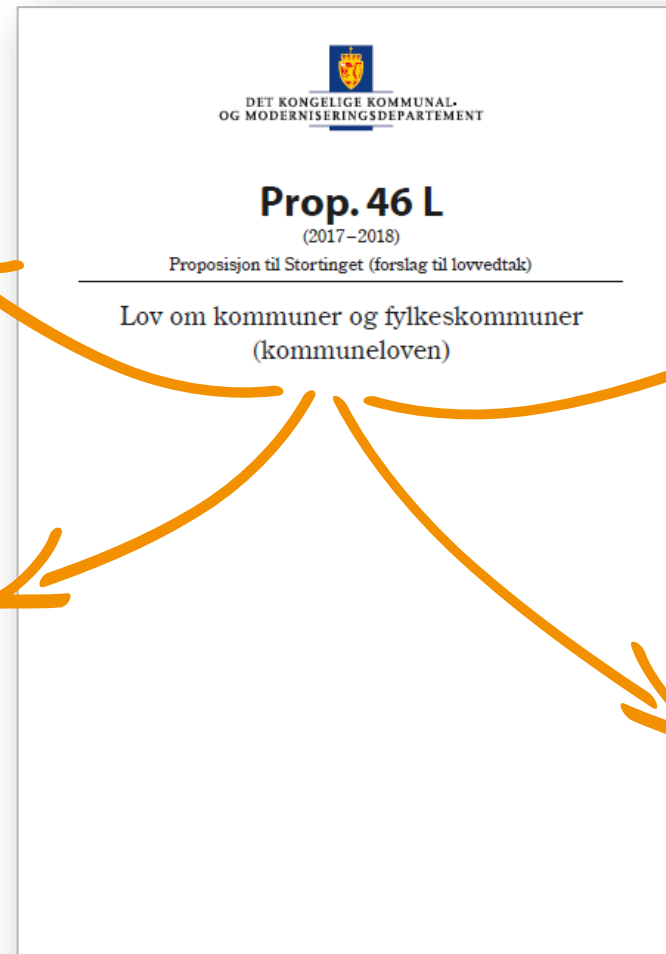 DET KONGELIGE KOMMUNAL-
OG MODERNISERINGSDEPARTEMENT
Prop. 46 L
(2017–2018)
Proposisjon til Stortinget (forslag til lovvedtak)
Lov om kommuner og fylkeskommuner
(kommuneloven)